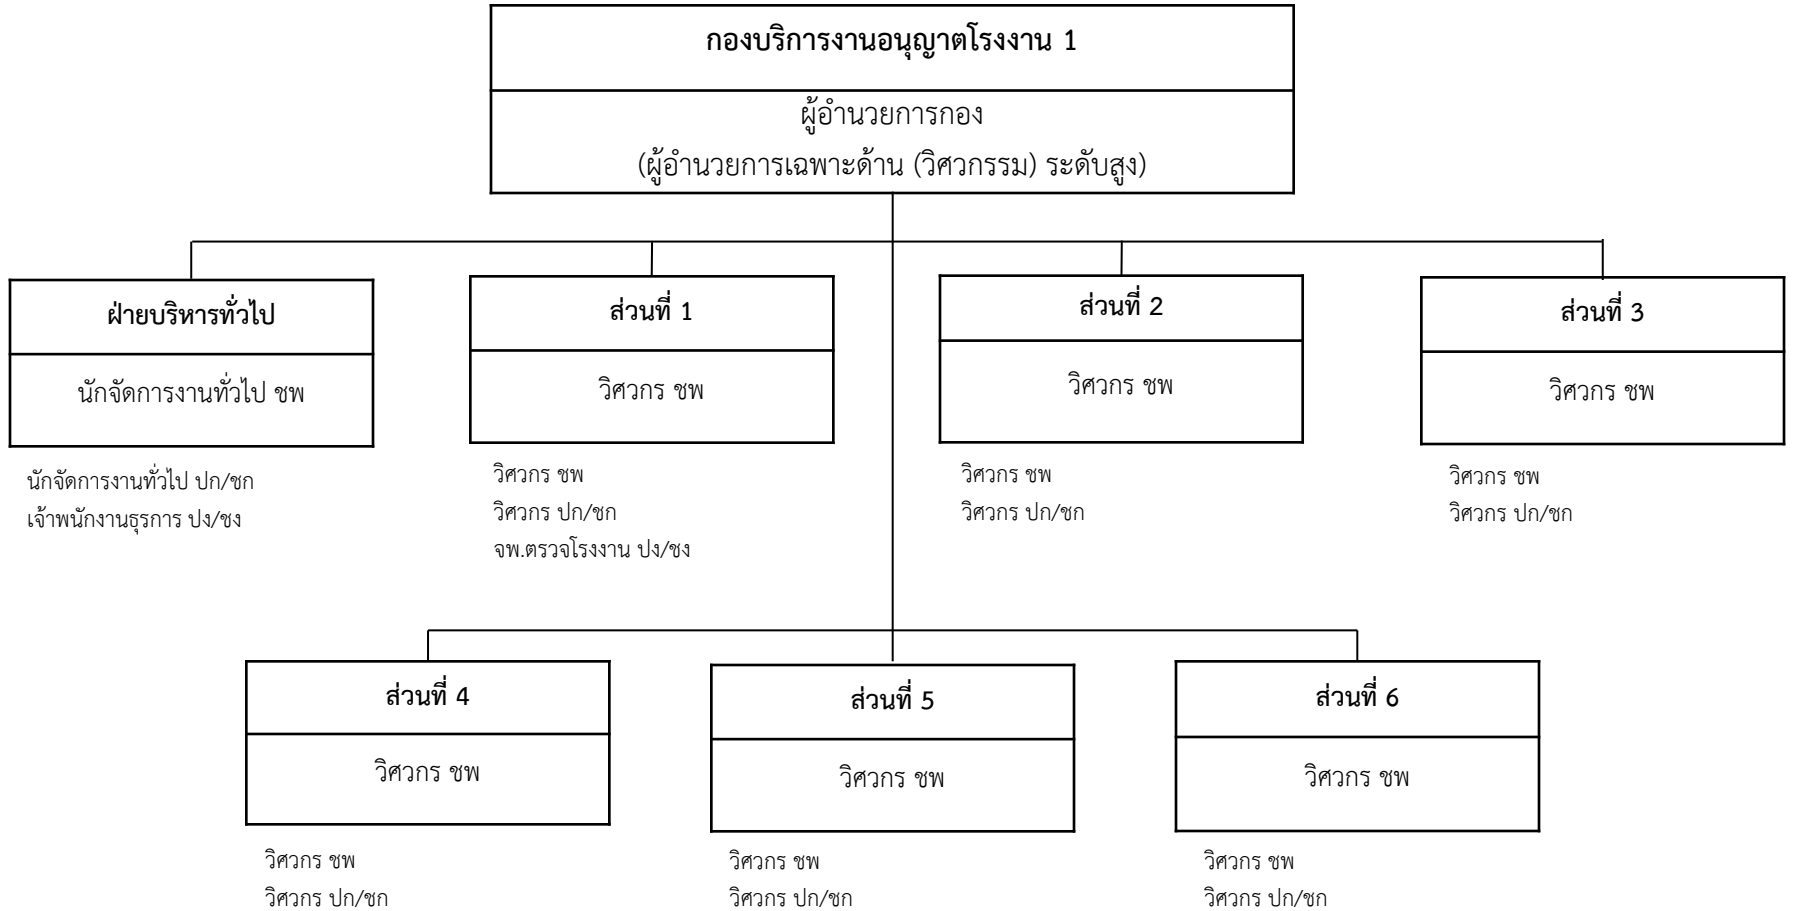 กองบริการงานอนุญาตโรงงาน 1
ผู้อำนวยการกอง
(ผู้อำนวยการเฉพาะด้าน (วิศวกรรม) ระดับสูง)
ฝ่ายบริหารทั่วไป
นักจัดการงานทั่วไป ชพ
นักจัดการงานทั่วไป ปก/ชก
เจ้าพนักงานธุรการ ปง/ชง
ส่วนที่ 1
วิศวกร ชพ
วิศวกร ชพ
วิศวกร ปก/ชก
จพ.ตรวจโรงงาน ปง/ชง
ส่วนที่ 2
วิศวกร ชพ
วิศวกร ชพ
วิศวกร ปก/ชก
ส่วนที่ 3
วิศวกร ชพ
วิศวกร ชพ
วิศวกร ปก/ชก
ส่วนที่ 4
วิศวกร ชพ
วิศวกร ชพ
วิศวกร ปก/ชก
ส่วนที่ 5
วิศวกร ชพ
วิศวกร ชพ
วิศวกร ปก/ชก
ส่วนที่ 6
วิศวกร ชพ
วิศวกร ชพ
วิศวกร ปก/ชก